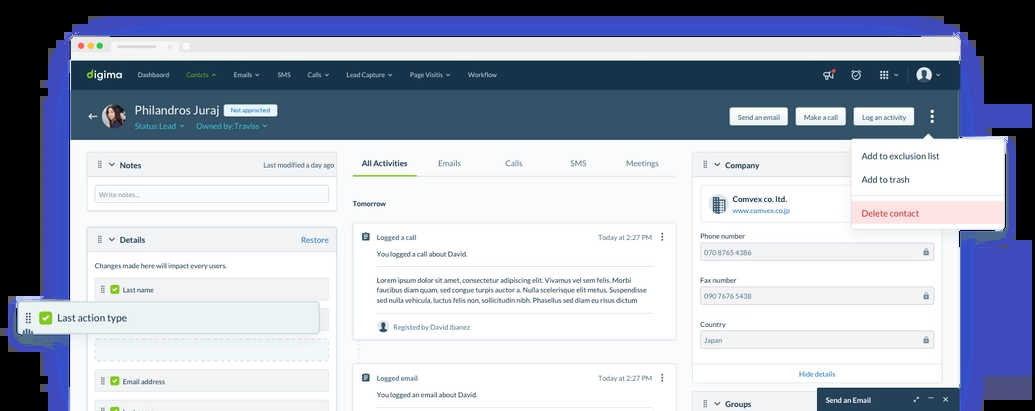 digima Dashbaord Contcts Emails SMS Calls Lead Capture Page Visitis Workflow
Philandros Juraj Not approched
Status:Lead Owned by:Traviss
Send an email Make a call Log an activity
Add to exclusion list
Add to trash
Delete contact
Notes Last modified a day ago
Write notes...
Details Restore
Changes made here will impact every users.
Last name
Last action type
Email address
All Activities Emails Calls SMS Meetings
Tomorrow
Logged a call Today at 2:27 PM
You logged a call about David.
Lorem ipsum dolor sit amet, consectetur adipiscing elit. Vivamus vel sem felis. Morbi
faucibus diam quam, sed congue turpis auctor a. Nulla scelerisque elit metus. Suspendisse
sed nulla vehicula, luctus felis non, sollicitudin nibh. Phasellus sed diam eu risus dictum
Registed by David Ibanez
Logged email Today at 2:27 PM
You logged an email about David.
Company
Comvex co. ltd.
www.comvex.co.jp
Phone number
070 8765 4386
Fax number
090 7676 5438
Country
Japan
Hide details
Groups
Send an Email